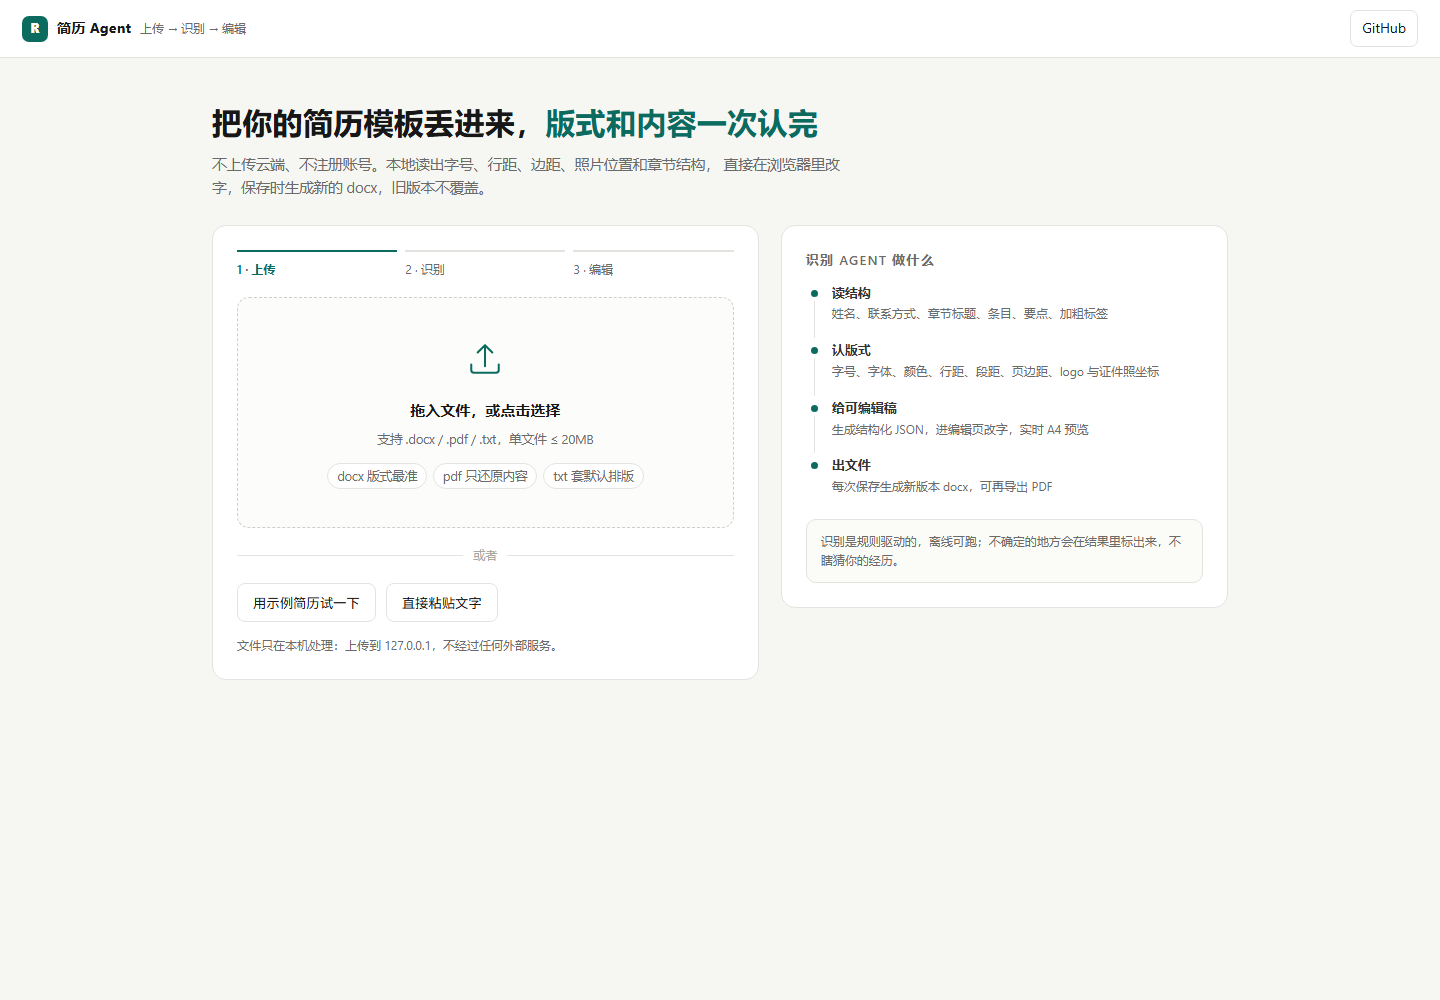 R 简历 Agent 上传 → 识别 → 编辑
GitHub
把你的简历模板丢进来，版式和内容一次认完
不上传云端、不注册账号。本地读出字号、行距、边距、照片位置和章节结构， 直接在浏览器里改
字，保存时生成新的 docx，旧版本不覆盖。
1 · 上传
2 · 识别
3 · 编辑
拖入文件，或点击选择
支持 .docx / .pdf / .txt，单文件 ≤ 20MB
docx 版式最准
pdf 只还原内容
txt 套默认排版
或者
用示例简历试一下
直接粘贴文字
文件只在本机处理：上传到 127.0.0.1，不经过任何外部服务。
识别 AGENT 做什么
读结构
姓名、联系方式、章节标题、条目、要点、加粗标签
认版式
字号、字体、颜色、行距、段距、页边距、logo 与证件照坐标
给可编辑稿
生成结构化 JSON，进编辑页改字，实时 A4 预览
出文件
每次保存生成新版本 docx，可再导出 PDF
识别是规则驱动的，离线可跑；不确定的地方会在结果里标出来，不
瞎猜你的经历。